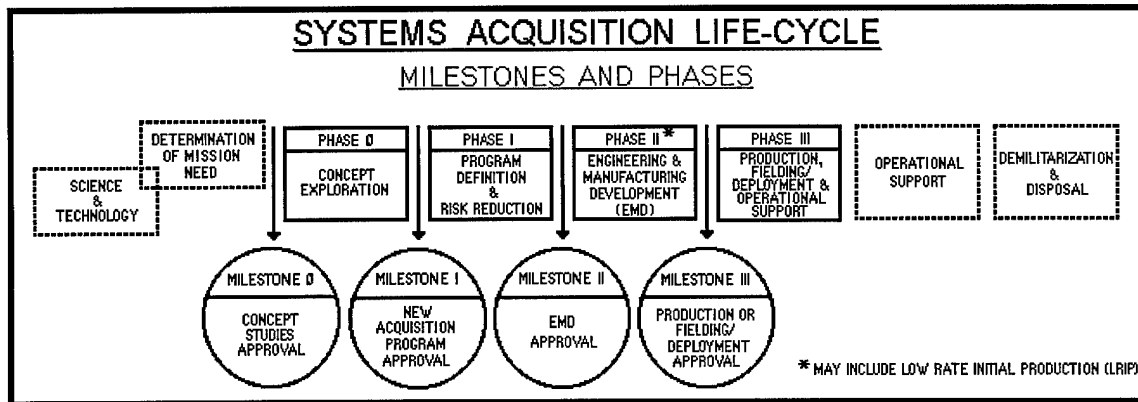 SYSTEMS ACQUISITION LIFE-CYCLE
MILESTONES AND PHASES
SCIENCE
&
TECHNOLOGY
DETERMINATION
OF MISSION
NEED
PHASE 0
CONCEPT
EXPLORATION
PHASE I
PROGRAM
DEFINITION
&
RISK REDUCTION
PHASE II*
ENGINEERING &
MANUFACTURING
DEVELOPMENT
(EMD)
PHASE III
PRODUCTION,
FIELDING/
DEPLOYMENT &
OPERATIONAL
SUPPORT
OPERATIONAL
SUPPORT
DEMILITARIZATION
&
DISPOSAL
MILESTONE 0
CONCEPT
STUDIES
APPROVAL
MILESTONE I
NEW
ACQUISITION
PROGRAM
APPROVAL
MILESTONE II
EMD
APPROVAL
MILESTONE III
PRODUCTION OR
FIELDING/
DEPLOYMENT
APPROVAL
* MAY INCLUDE LOW RATE INITIAL PRODUCTION (LRIP)